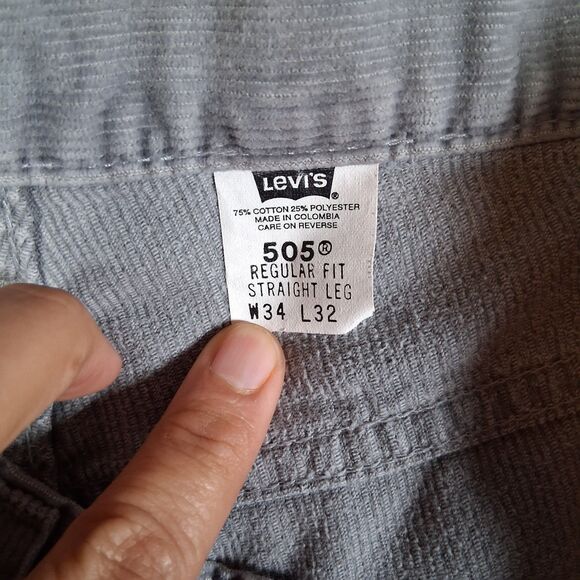 Levi's®
75% COTTON 25% POLYESTER
MADE IN COLOMBIA
CARE ON REVERSE
505®
REGULAR FIT
STRAIGHT LEG
W34 L32